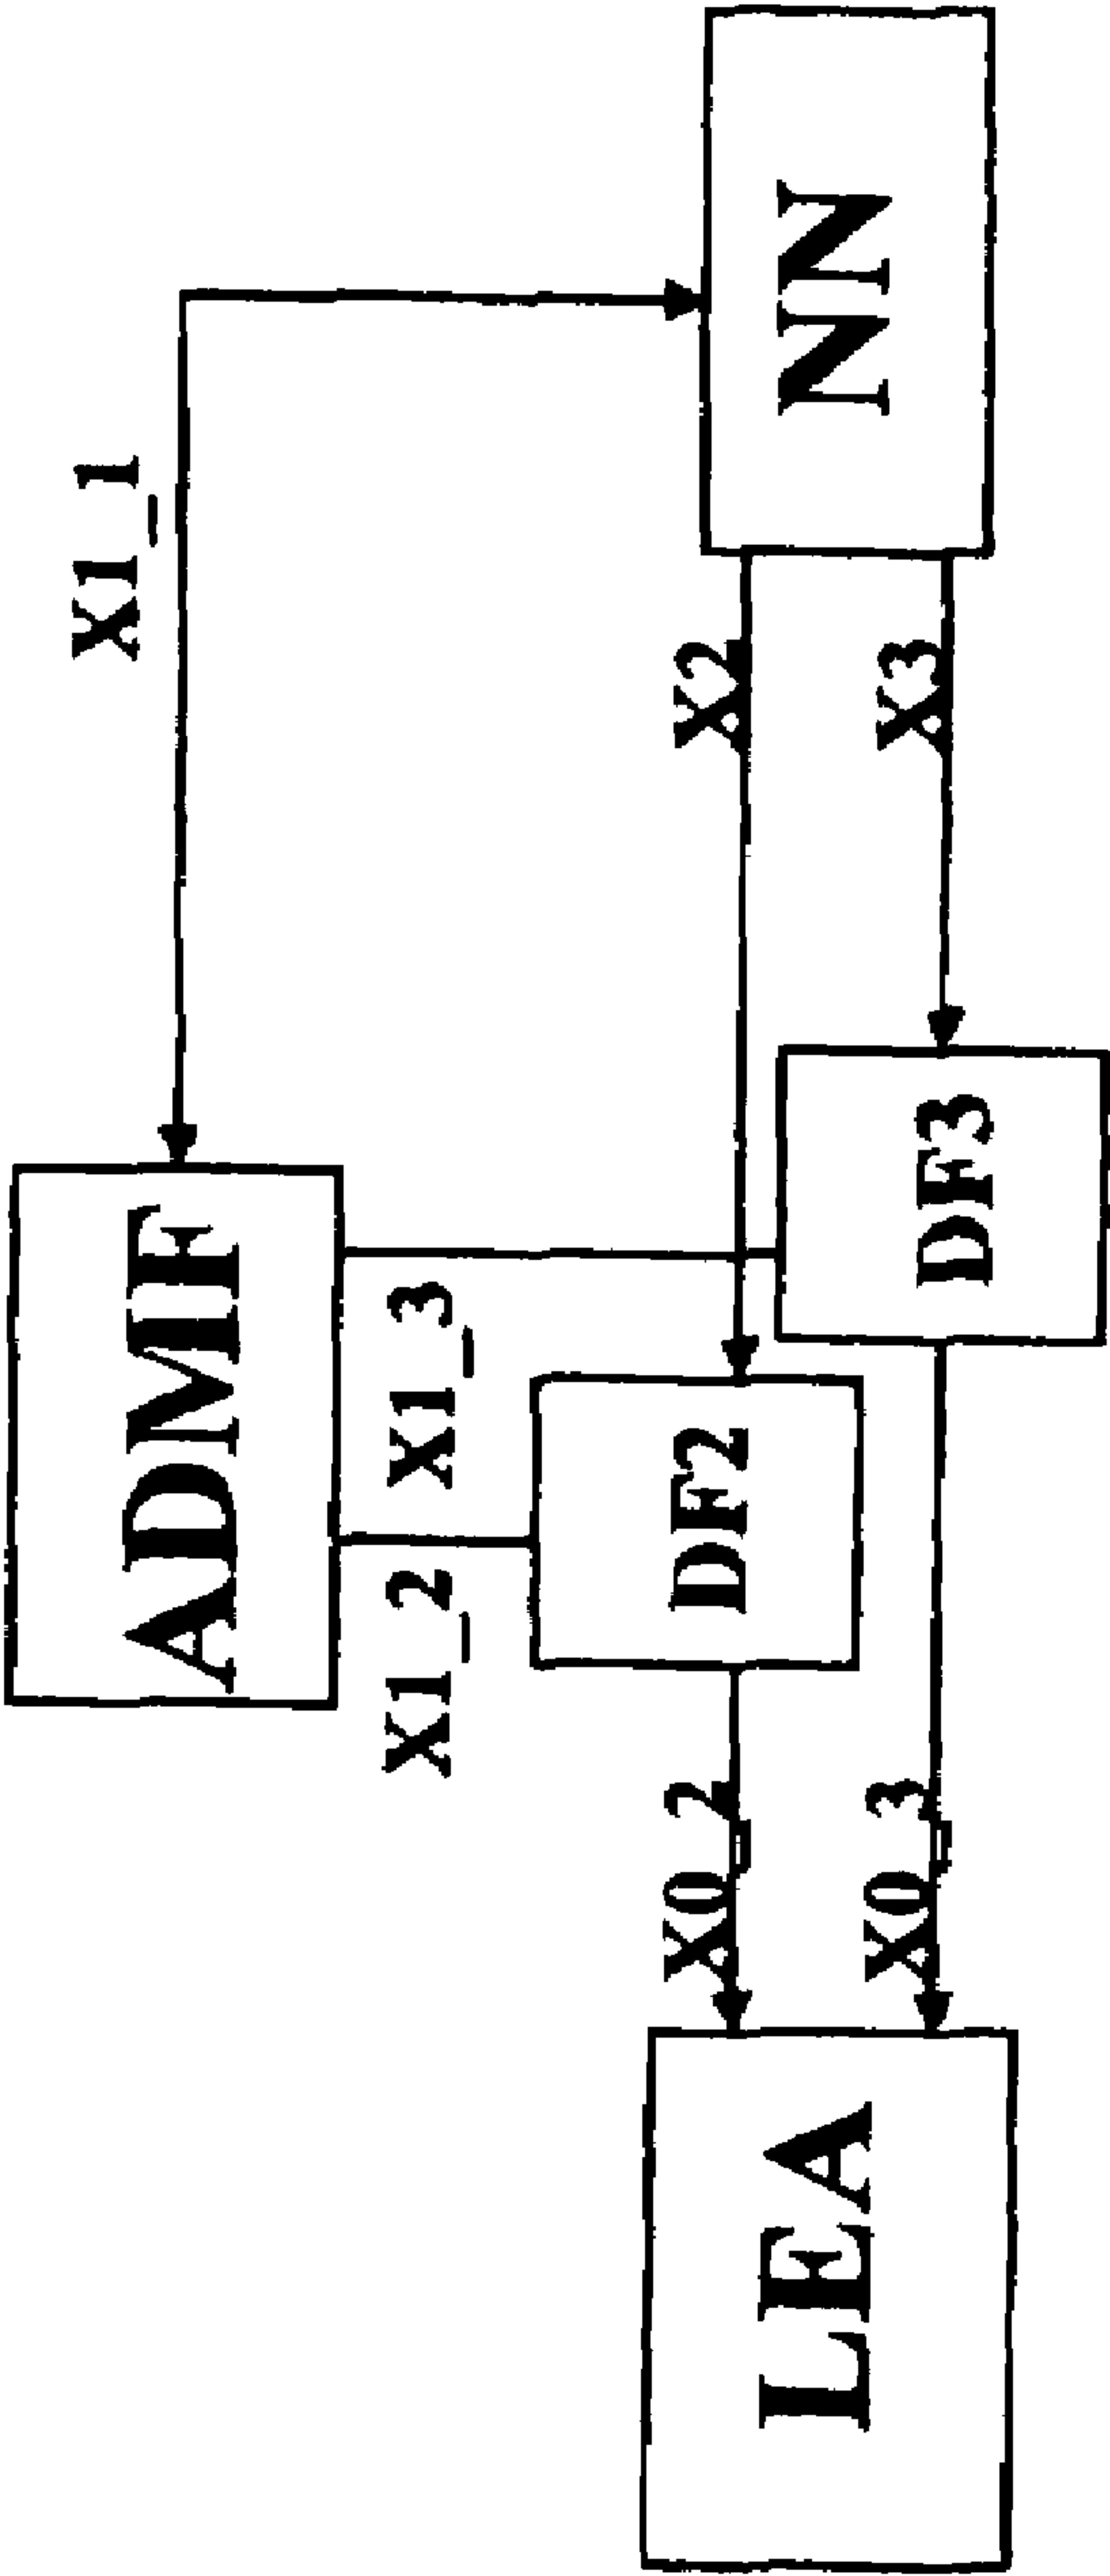 X1_1
ADMF
X1_3
X1_2
X2
X0_2
DF2
NN
LEA
X3
X0_3
DF3